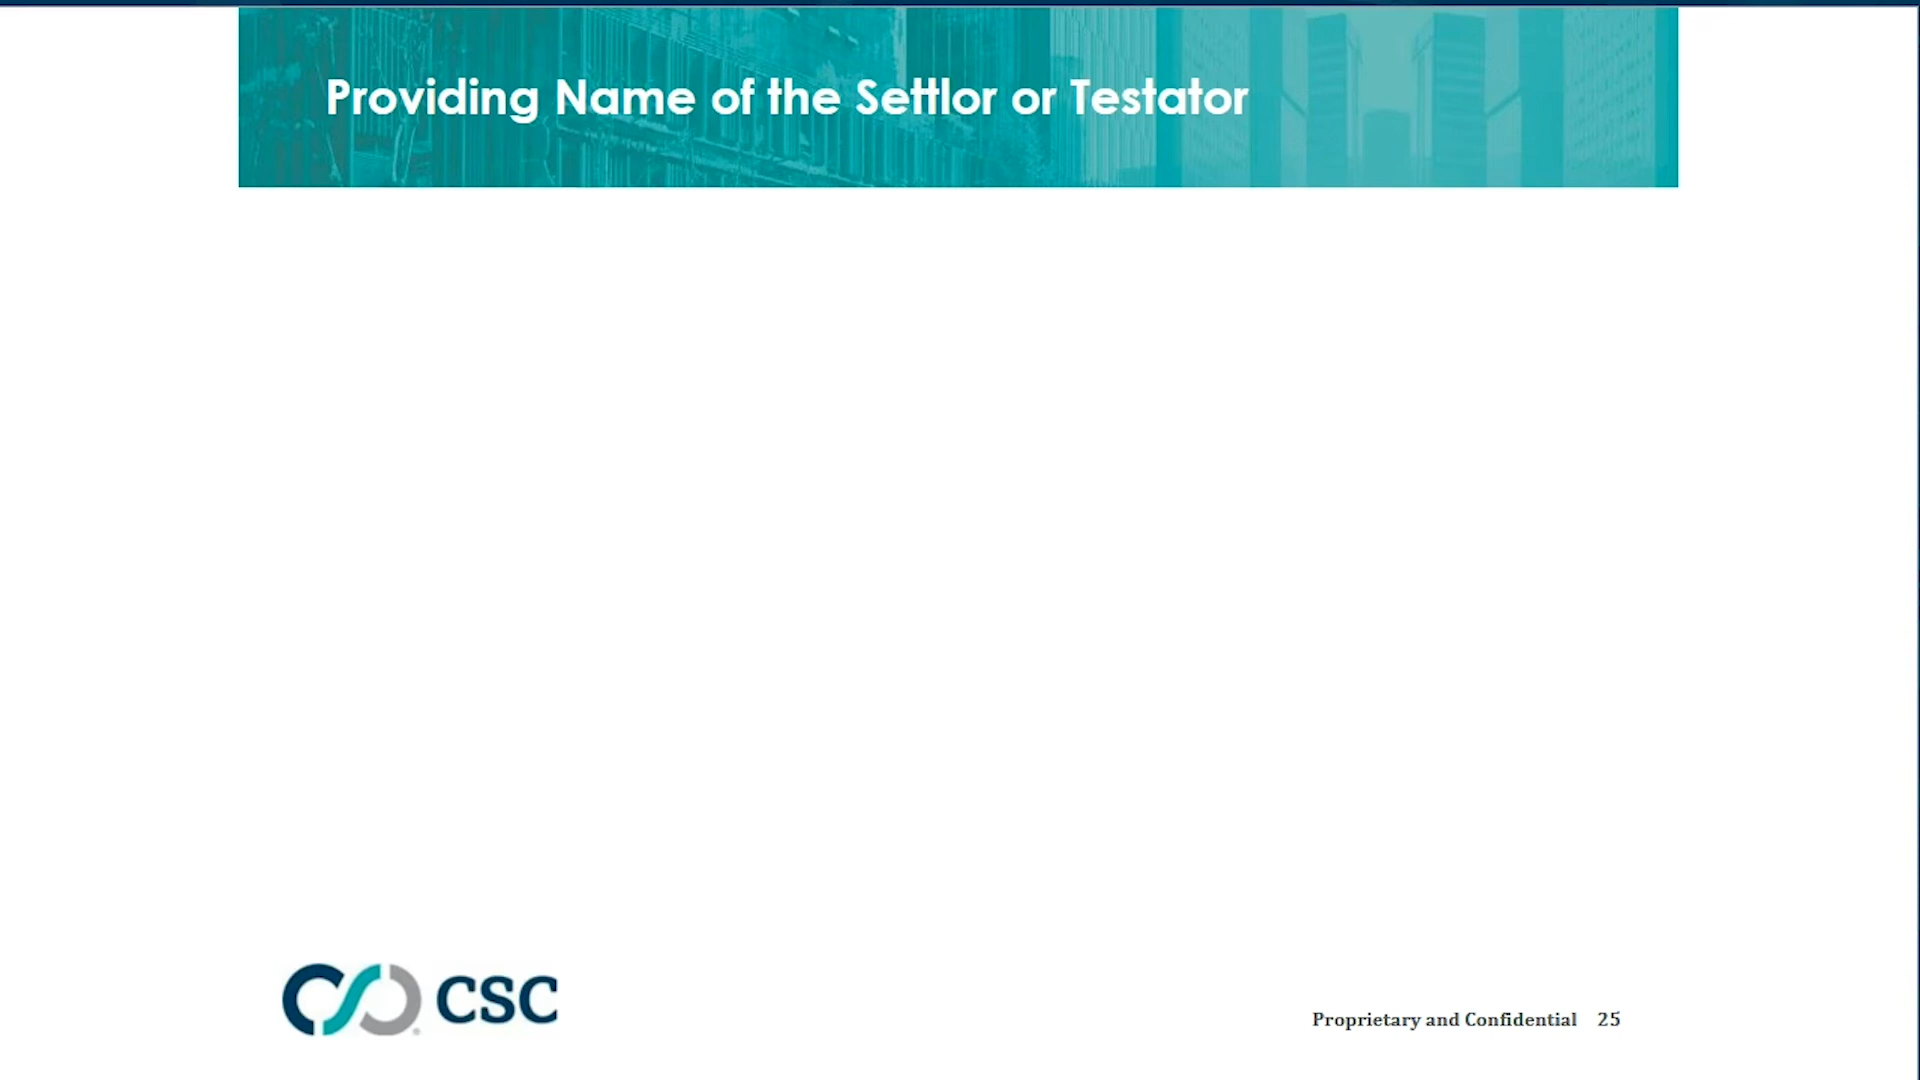 Providing Name of the Settlor or Testator
CSC
Proprietary and Confidential 25